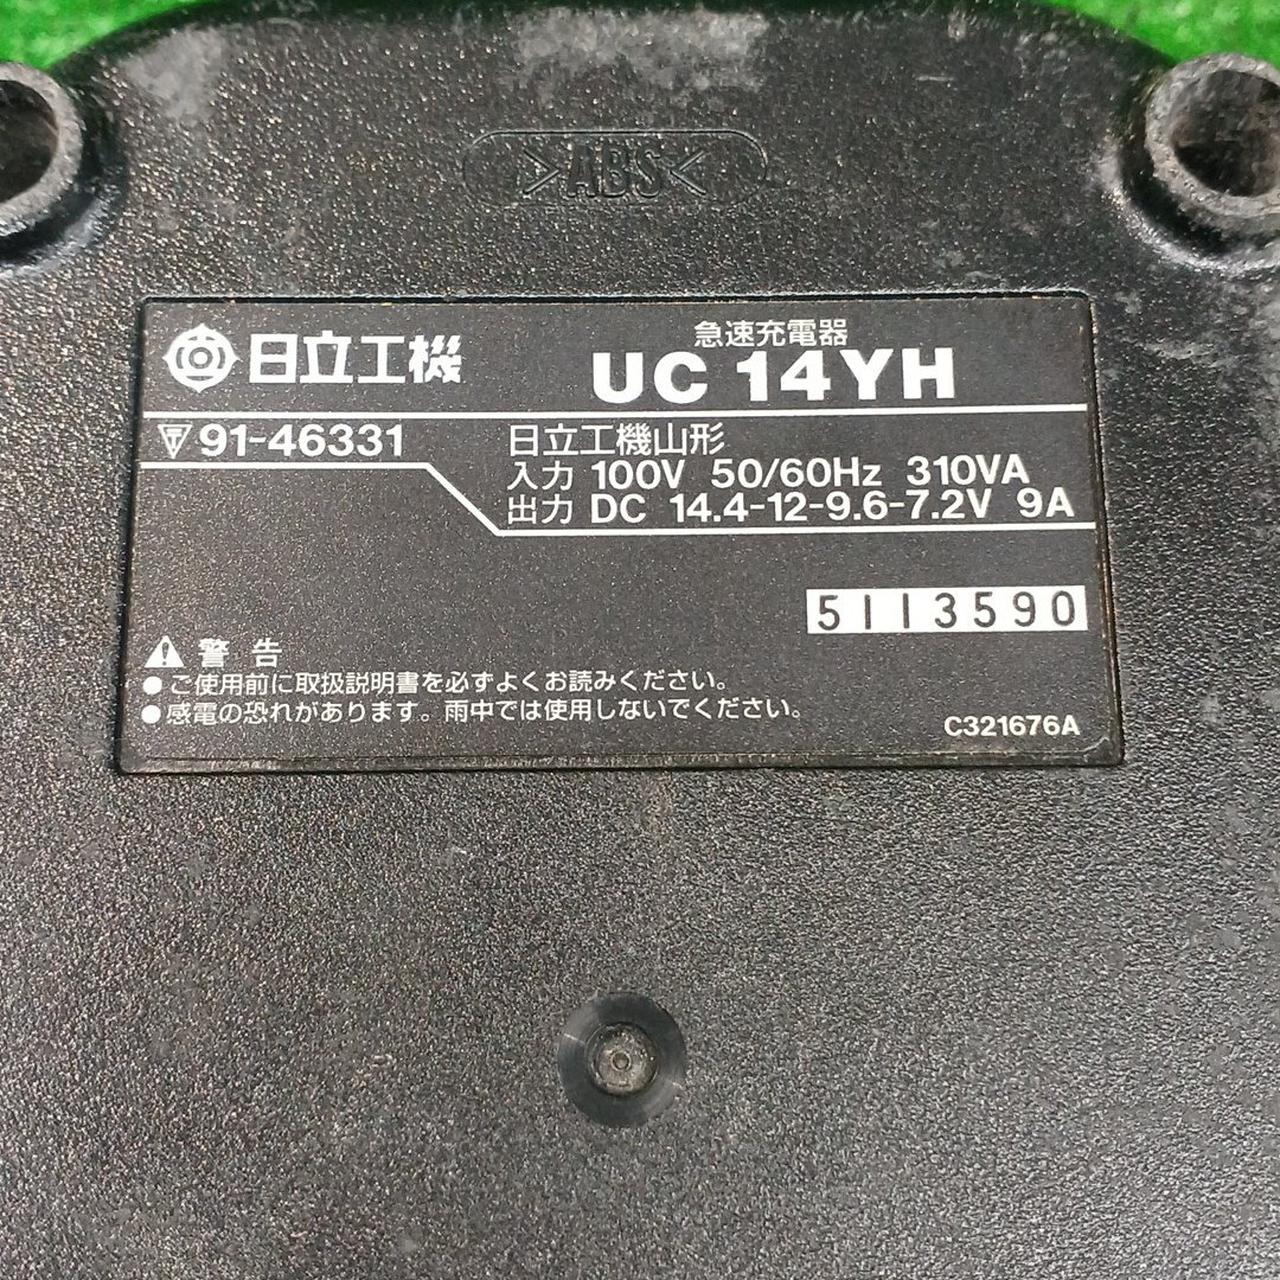 >ABS<
日立工機
急速充電器
UC 14YH
91-46331
日立工機山形
入力 100V 50/60Hz 310VA
出力 DC 14.4-12-9.6-7.2V 9A
5113590
警告
●ご使用前に取扱説明書を必ずよくお読みください。
●感電の恐れがあります。雨中では使用しないでください。
C321676A